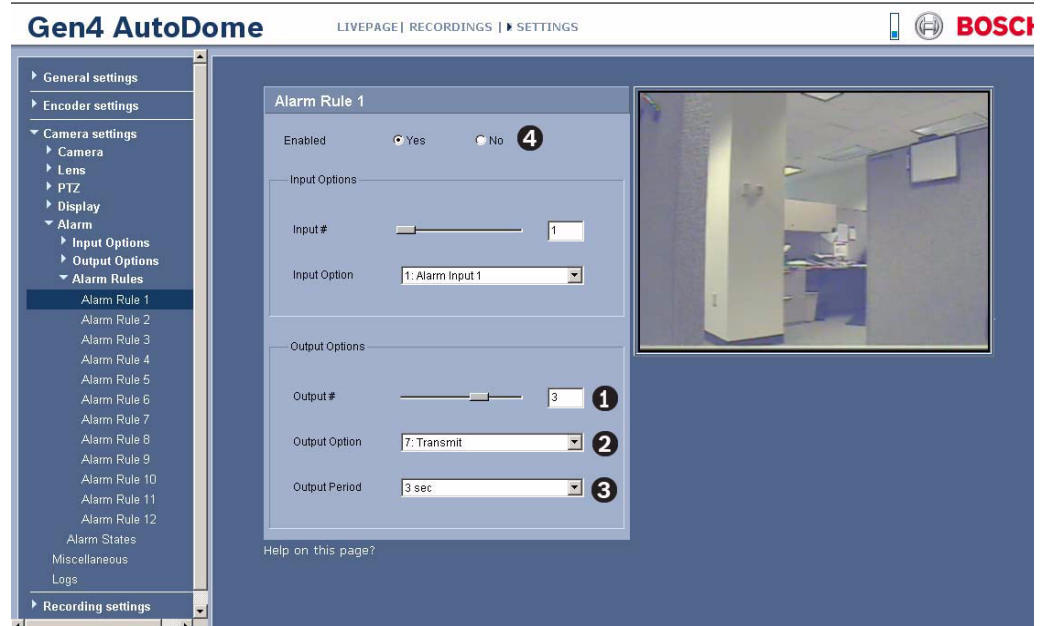 Gen4 AutoDome
LIVEPAGE| RECORDINGS | SETTINGS
BOSCH
General settings
Encoder settings
Camera settings
Camera
Lens
PTZ
Display
Alarm
Input Options
Output Options
Alarm Rules
Alarm Rule 1
Alarm Rule 2
Alarm Rule 3
Alarm Rule 4
Alarm Rule 5
Alarm Rule 6
Alarm Rule 7
Alarm Rule 8
Alarm Rule 9
Alarm Rule 10
Alarm Rule 11
Alarm Rule 12
Alarm States
Miscellaneous
Logs
Recording settings
Alarm Rule 1
Enabled Yes No 4
Input Options
Input # 1
Input Option 1: Alarm Input 1
Output Options
Output # 3 1
Output Option 7: Transmit 2
Output Period 3 sec 3
Help on this page?